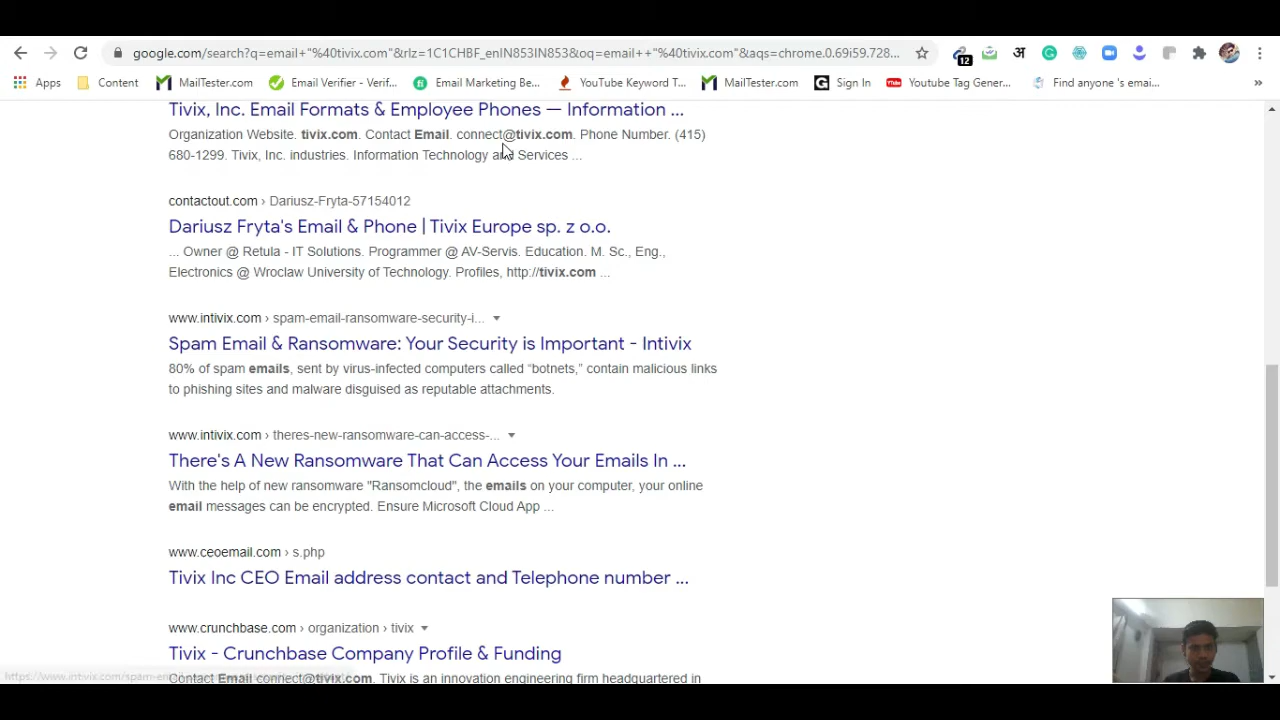 google.com/search?q=email+"%40tivix.com"&rlz=1C1CHBF_enIN853IN853&oq=email++"%40tivix.com"&aqs=chrome.0.69i59.728...
12
अ
Apps
Content
MailTester.com
Email Verifier - Verif...
Email Marketing Be...
YouTube Keyword T...
MailTester.com
Sign In
Youtube Tag Gener...
Find anyone 's email...
»
Tivix, Inc. Email Formats & Employee Phones — Information ...
Organization Website. tivix.com. Contact Email. connect@tivix.com. Phone Number. (415)
680-1299. Tivix, Inc. industries. Information Technology and Services ...
contactout.com › Dariusz-Fryta-57154012
Dariusz Fryta's Email & Phone | Tivix Europe sp. z o.o.
... Owner @ Retula - IT Solutions. Programmer @ AV-Servis. Education. M. Sc., Eng.,
Electronics @ Wroclaw University of Technology. Profiles, http://tivix.com ...
www.intivix.com › spam-email-ransomware-security-i...
Spam Email & Ransomware: Your Security is Important - Intivix
80% of spam emails, sent by virus-infected computers called “botnets,” contain malicious links
to phishing sites and malware disguised as reputable attachments.
www.intivix.com › theres-new-ransomware-can-access-...
There's A New Ransomware That Can Access Your Emails In ...
With the help of new ransomware "Ransomcloud", the emails on your computer, your online
email messages can be encrypted. Ensure Microsoft Cloud App ...
www.ceoemail.com › s.php
Tivix Inc CEO Email address contact and Telephone number ...
www.crunchbase.com › organization › tivix
Tivix - Crunchbase Company Profile & Funding
Contact Email connect@tivix.com. Tivix is an innovation engineering firm headquartered in